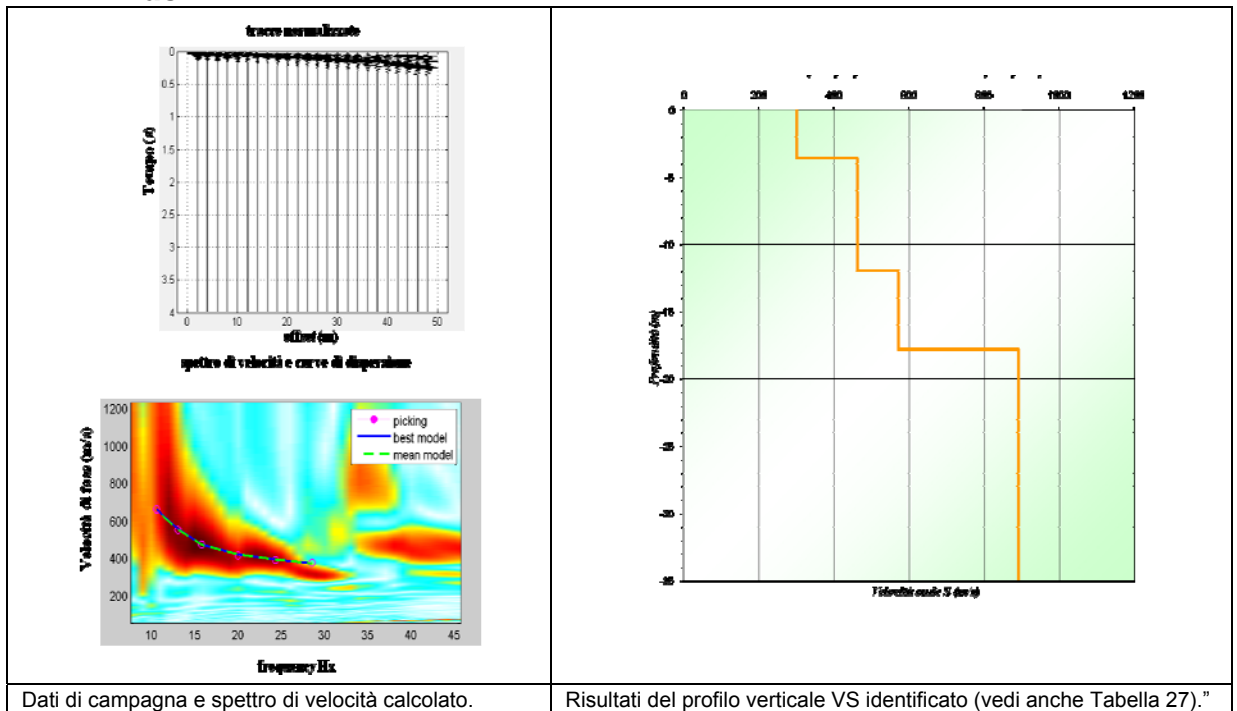 tracce normalizzate
0
0.5
1
1.5
2
2.5
3
3.5
4
Tempo (s)
0 10 20 30 40 50
offset (m)
spettro di velocità e curve di dispersione
1200
1000
800
600
400
200
Velocità di fase (m/s)
picking
best model
mean model
10 15 20 25 30 35 40 45
frequency Hz
Dati di campagna e spettro di velocità calcolato.
0 200 400 600 800 1000 1200
0
-5
-10
-15
-20
-25
-30
-35
Profondità (m)
Velocità onde S (m/s)
Risultati del profilo verticale VS identificato (vedi anche Tabella 27).”